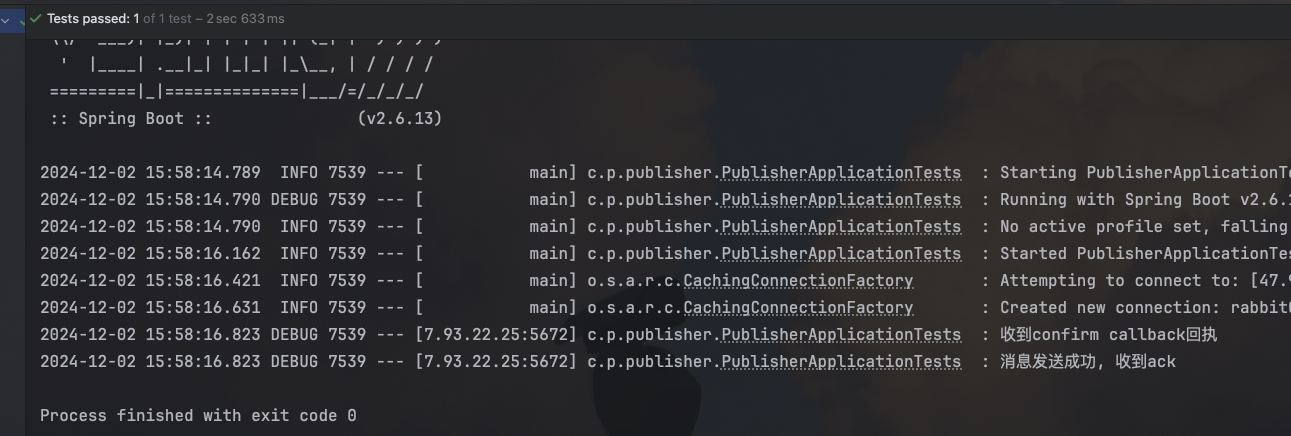 Tests passed: 1 of 1 test – 2 sec 633 ms
'  |____| .__|_| |_|_| |_\__, | / / / /
=========|_|==============|___/=/_/_/_/
:: Spring Boot ::                (v2.6.13)
2024-12-02 15:58:14.789  INFO 7539 --- [           main] c.p.publisher.PublisherApplicationTests  : Starting PublisherApplicationT
2024-12-02 15:58:14.790 DEBUG 7539 --- [           main] c.p.publisher.PublisherApplicationTests  : Running with Spring Boot v2.6.1
2024-12-02 15:58:14.790  INFO 7539 --- [           main] c.p.publisher.PublisherApplicationTests  : No active profile set, falling
2024-12-02 15:58:16.162  INFO 7539 --- [           main] c.p.publisher.PublisherApplicationTests  : Started PublisherApplicationTes
2024-12-02 15:58:16.421  INFO 7539 --- [           main] o.s.a.r.c.CachingConnectionFactory       : Attempting to connect to: [47.9
2024-12-02 15:58:16.631  INFO 7539 --- [           main] o.s.a.r.c.CachingConnectionFactory       : Created new connection: rabbit
2024-12-02 15:58:16.823 DEBUG 7539 --- [7.93.22.25:5672] c.p.publisher.PublisherApplicationTests  : 收到confirm callback回执
2024-12-02 15:58:16.823 DEBUG 7539 --- [7.93.22.25:5672] c.p.publisher.PublisherApplicationTests  : 消息发送成功, 收到ack
Process finished with exit code 0